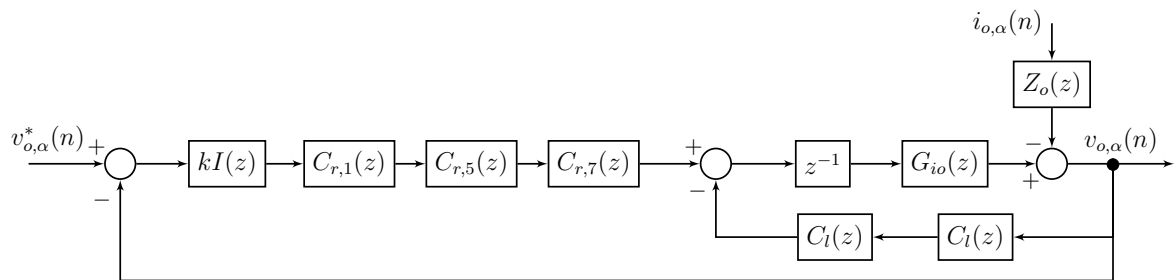 i_{o,α}(n)
Z_o(z)
v^*_{o,α}(n)
+
−
kI(z)
C_{r,1}(z)
C_{r,5}(z)
C_{r,7}(z)
+
−
z^{−1}
G_{io}(z)
−
+
v_{o,α}(n)
C_l(z)
C_l(z)